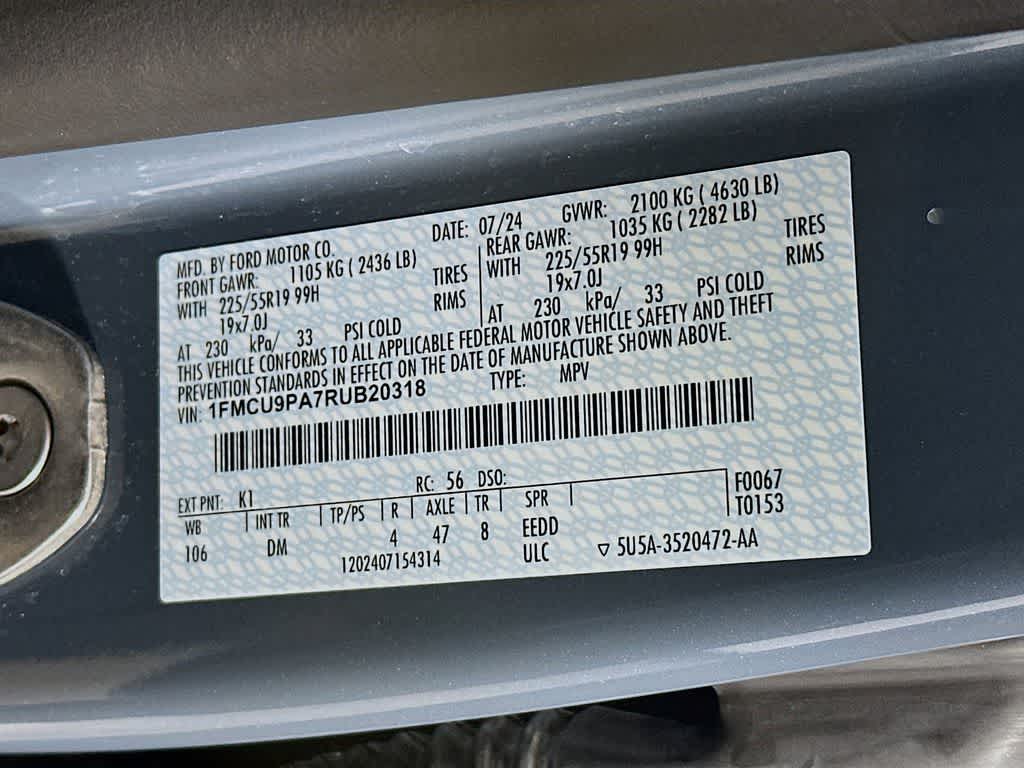 MFD. BY FORD MOTOR CO. DATE: 07/24 GVWR: 2100 KG ( 4630 LB)
FRONT GAWR: 1105 KG ( 2436 LB) REAR GAWR: 1035 KG ( 2282 LB)
WITH 225/55R19 99H TIRES WITH 225/55R19 99H TIRES
19x7.0J RIMS 19x7.0J RIMS
AT 230 kPa/ 33 PSI COLD AT 230 kPa/ 33 PSI COLD
THIS VEHICLE CONFORMS TO ALL APPLICABLE FEDERAL MOTOR VEHICLE SAFETY AND THEFT
PREVENTION STANDARDS IN EFFECT ON THE DATE OF MANUFACTURE SHOWN ABOVE.
VIN: 1FMCU9PA7RUB20318 TYPE: MPV
EXT PNT: K1 RC: 56 DSO: F0067
WB INT TR TP/PS R AXLE TR SPR T0153
106 DM 4 47 8 EEDD
1202407154314 ULC ▽ 5U5A-3520472-AA